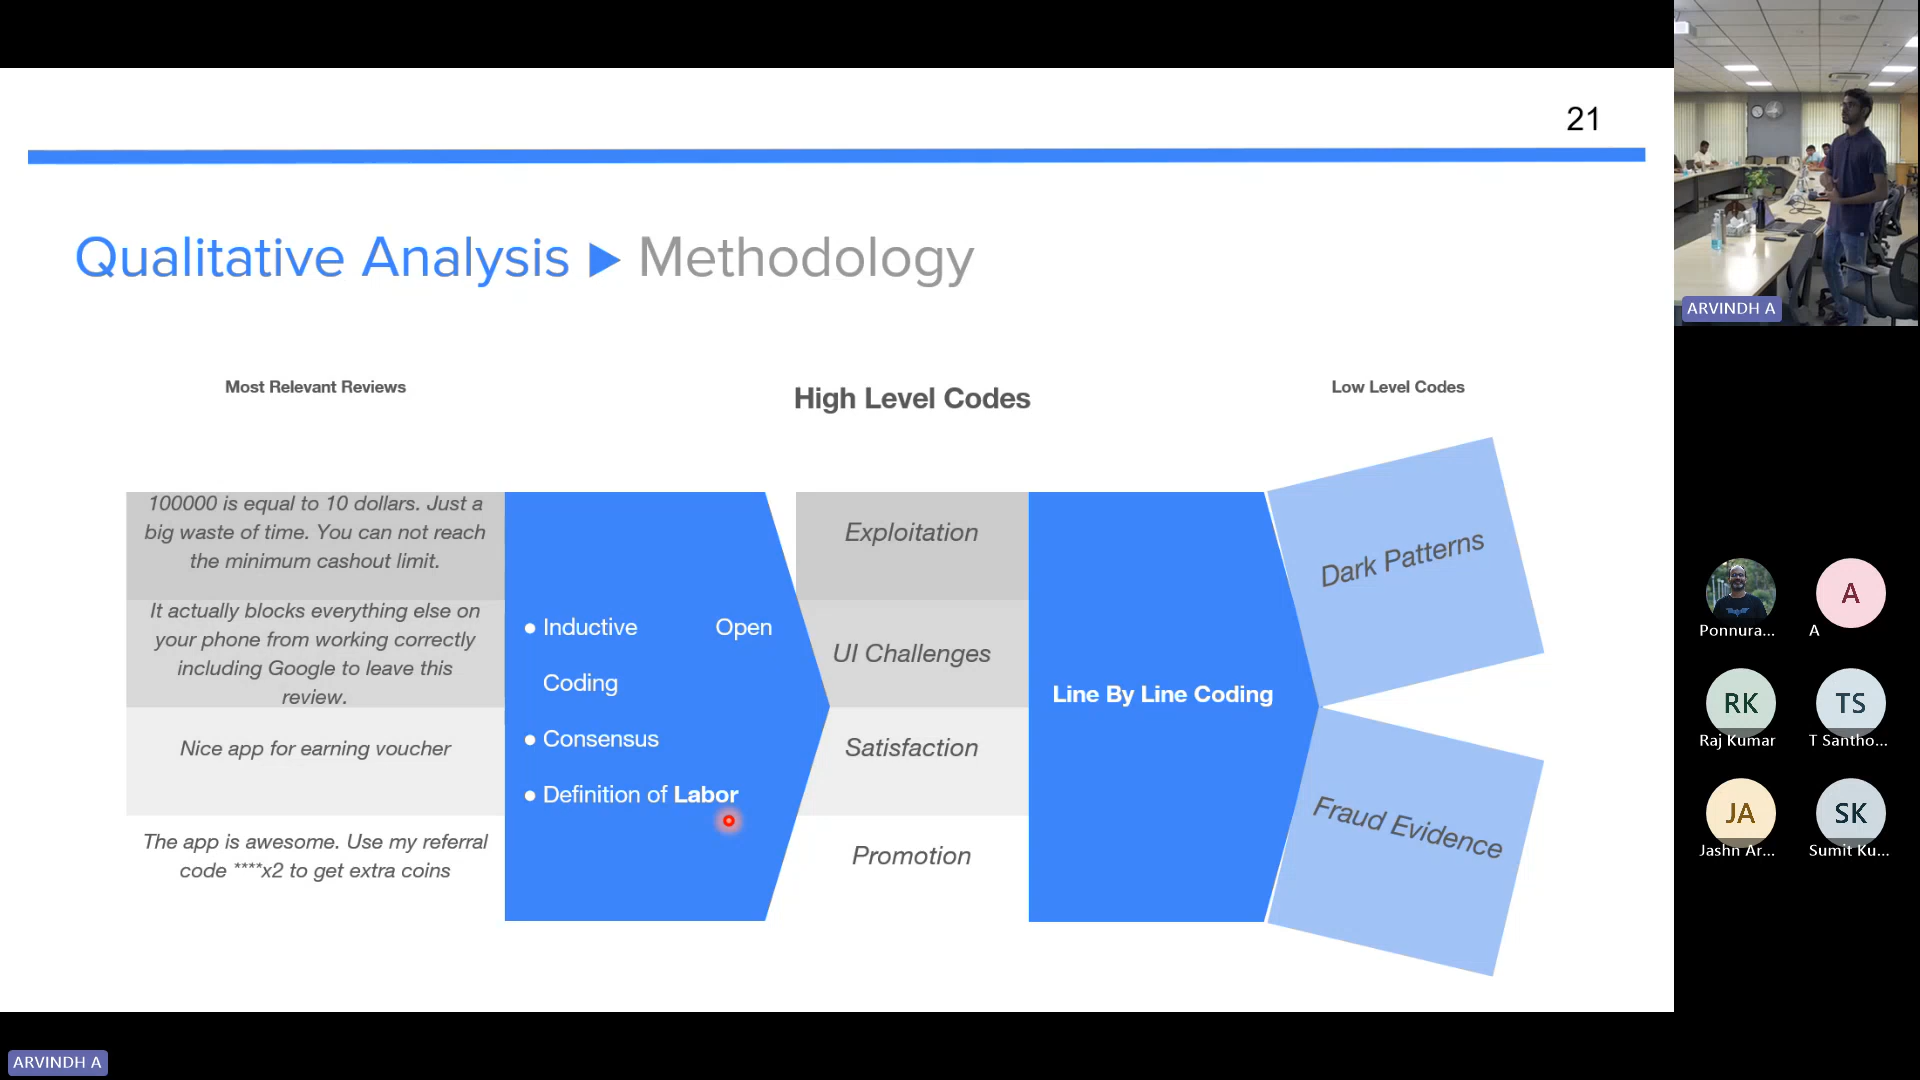 21
Qualitative Analysis ▶ Methodology
Most Relevant Reviews
High Level Codes
Low Level Codes
100000 is equal to 10 dollars. Just a
big waste of time. You can not reach
the minimum cashout limit.
It actually blocks everything else on
your phone from working correctly
including Google to leave this
review.
Nice app for earning voucher
The app is awesome. Use my referral
code ****x2 to get extra coins
● Inductive Open
Coding
● Consensus
● Definition of Labor
Exploitation
UI Challenges
Satisfaction
Promotion
Line By Line Coding
Dark Patterns
Fraud Evidence
ARVINDH A
Ponnura...
A
A
RK
Raj Kumar
TS
T Santho...
JA
Jashn Ar...
SK
Sumit Ku...
ARVINDH A